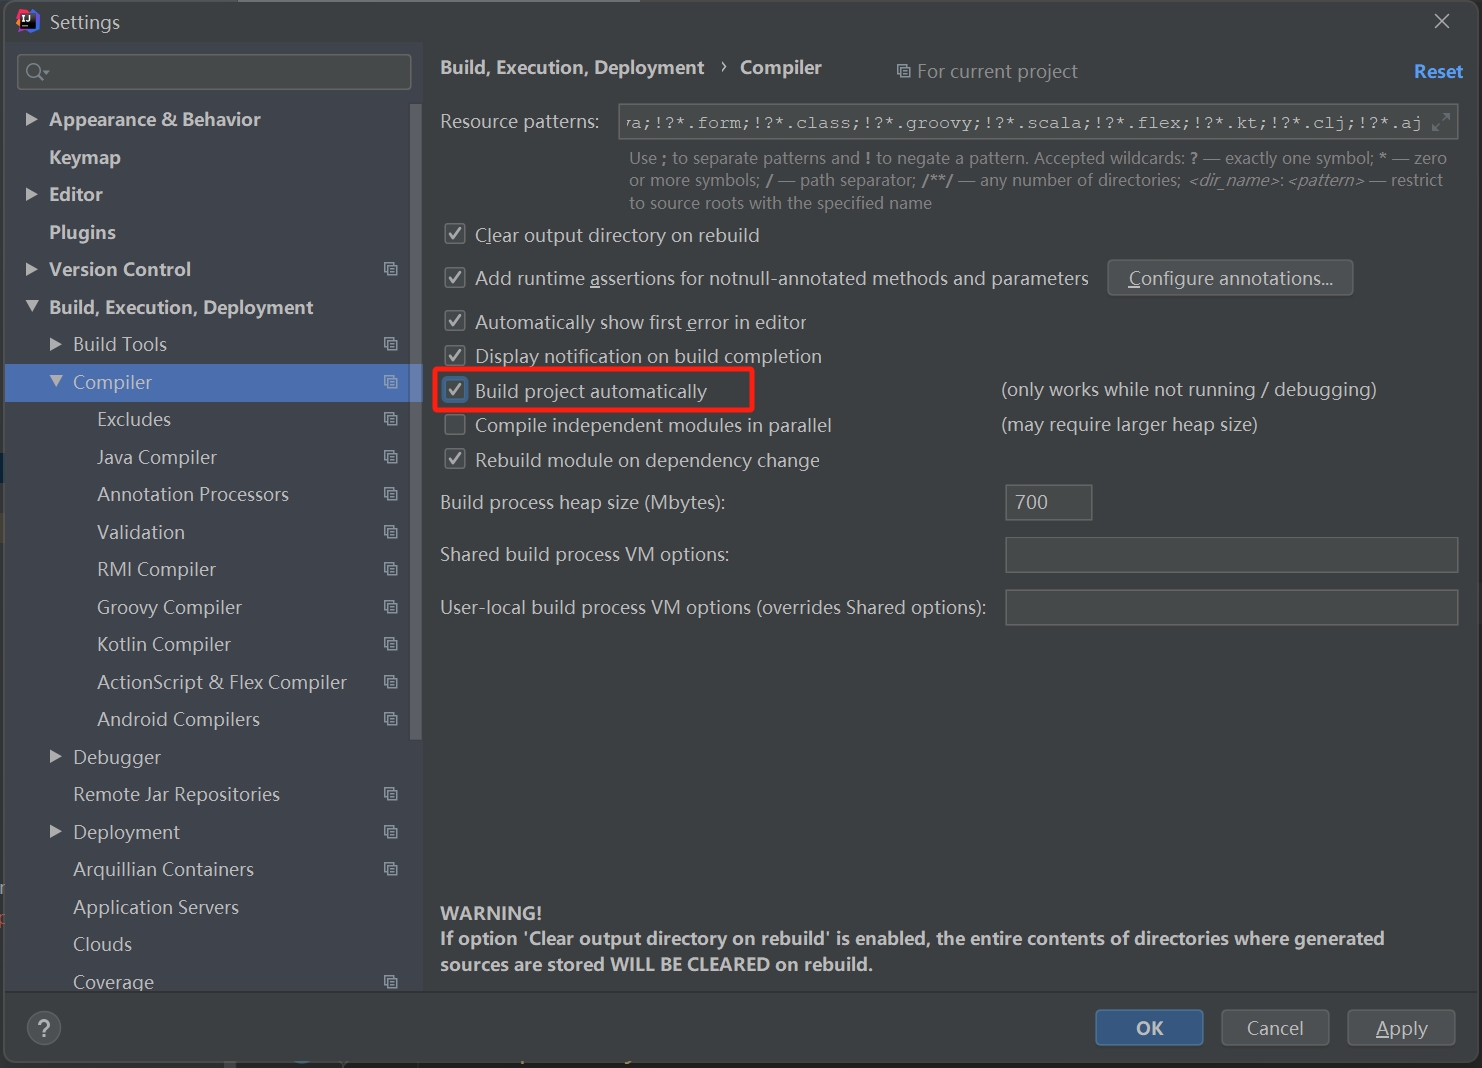 Settings
Build, Execution, Deployment › Compiler For current project Reset
Appearance & Behavior
Keymap
Editor
Plugins
Version Control
Build, Execution, Deployment
Build Tools
Compiler
Excludes
Java Compiler
Annotation Processors
Validation
RMI Compiler
Groovy Compiler
Kotlin Compiler
ActionScript & Flex Compiler
Android Compilers
Debugger
Remote Jar Repositories
Deployment
Arquillian Containers
Application Servers
Clouds
Coverage
Resource patterns: a;!?*.form;!?*.class;!?*.groovy;!?*.scala;!?*.flex;!?*.kt;!?*.clj;!?*.aj
Use ; to separate patterns and ! to negate a pattern. Accepted wildcards: ? — exactly one symbol; * — zero
or more symbols; / — path separator; /**/ — any number of directories; <dir_name>:<pattern> — restrict
to source roots with the specified name
Clear output directory on rebuild
Add runtime assertions for notnull-annotated methods and parameters Configure annotations...
Automatically show first error in editor
Display notification on build completion
Build project automatically (only works while not running / debugging)
Compile independent modules in parallel (may require larger heap size)
Rebuild module on dependency change
Build process heap size (Mbytes): 700
Shared build process VM options:
User-local build process VM options (overrides Shared options):
WARNING!
If option 'Clear output directory on rebuild' is enabled, the entire contents of directories where generated
sources are stored WILL BE CLEARED on rebuild.
? OK Cancel Apply